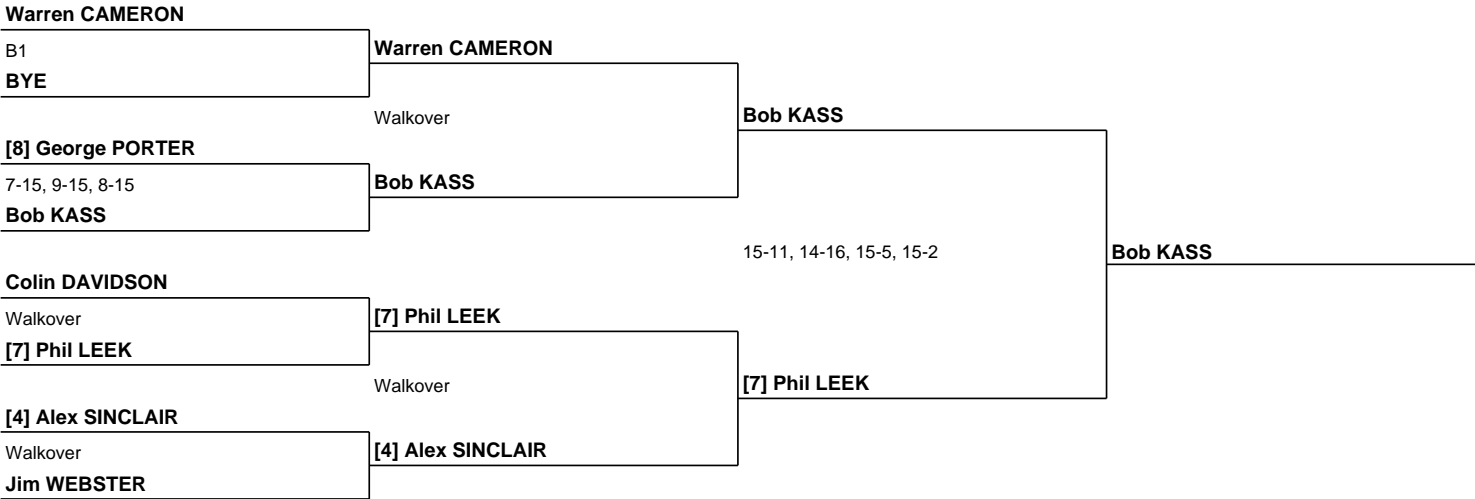 Warren CAMERON
B1
BYE
Warren CAMERON
Walkover
[8] George PORTER
7-15, 9-15, 8-15
Bob KASS
Bob KASS
Bob KASS
15-11, 14-16, 15-5, 15-2
Bob KASS
Colin DAVIDSON
Walkover
[7] Phil LEEK
[7] Phil LEEK
Walkover
[7] Phil LEEK
[4] Alex SINCLAIR
Walkover
Jim WEBSTER
[4] Alex SINCLAIR